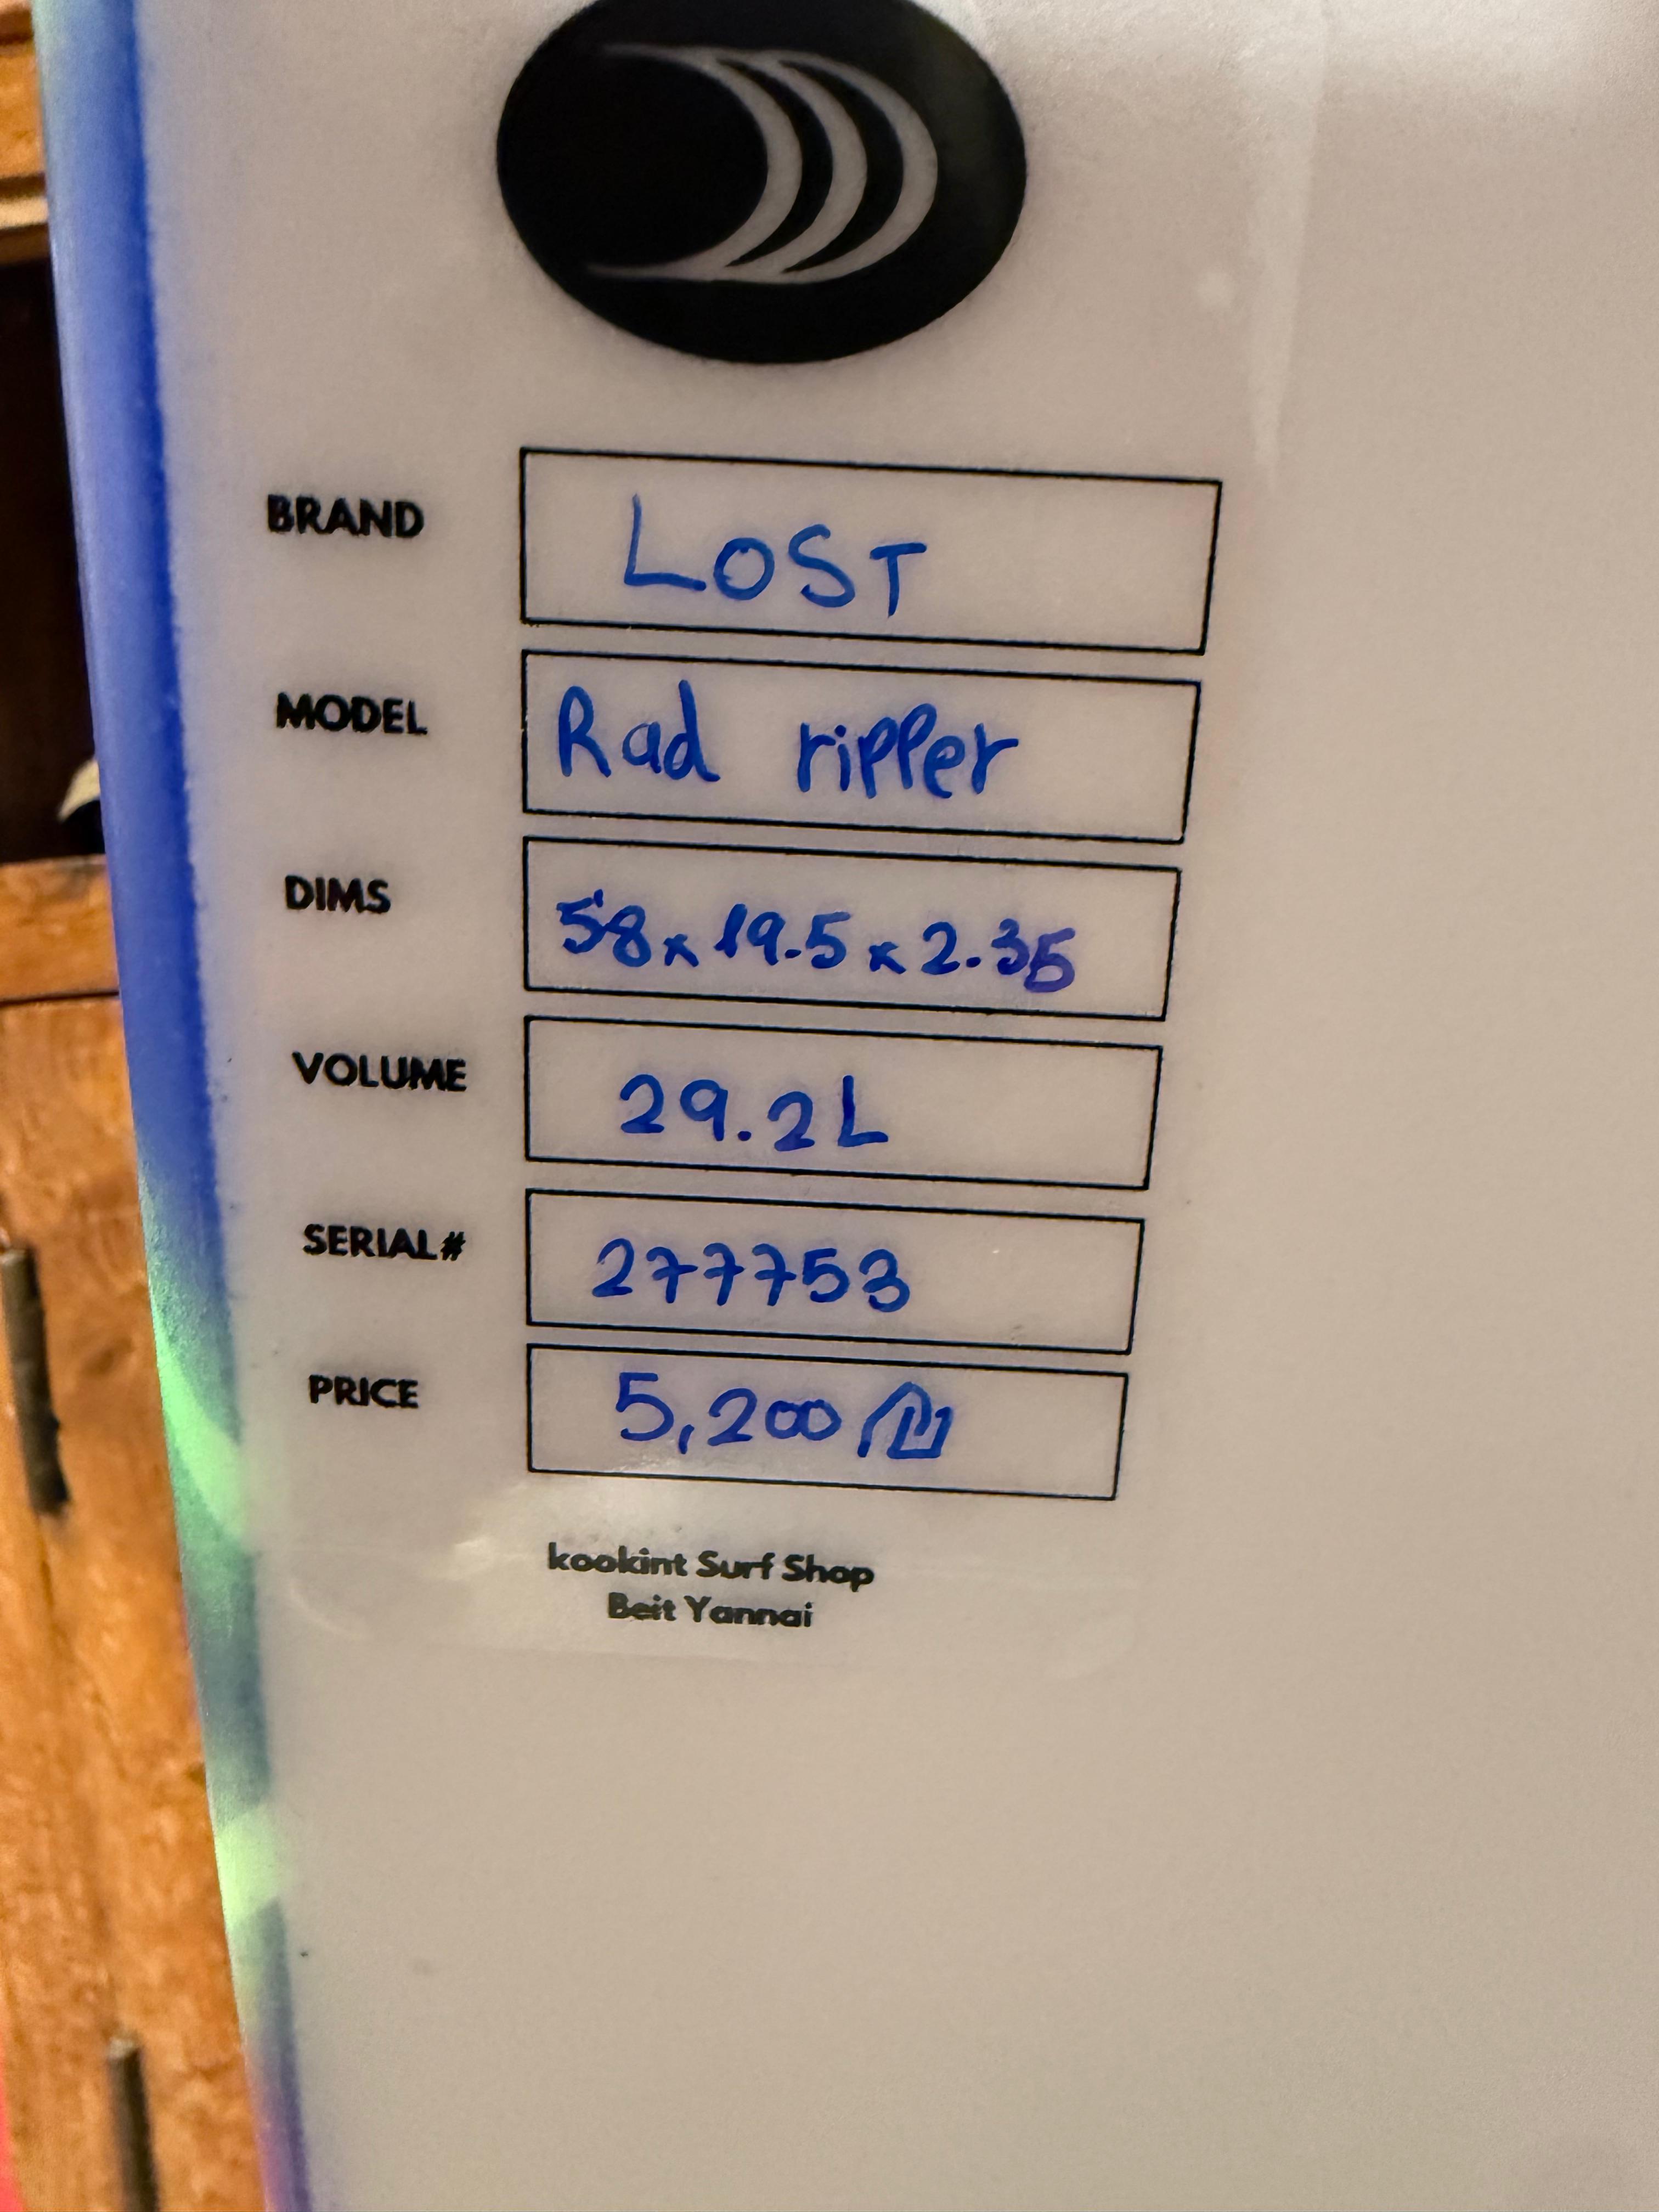 BRAND LOST
MODEL Rad ripper
DIMS 5'8 x 19.5 x 2.35
VOLUME 29.2L
SERIAL# 277753
PRICE 5,200 ₪
kookint Surf Shop
Beit Yannai